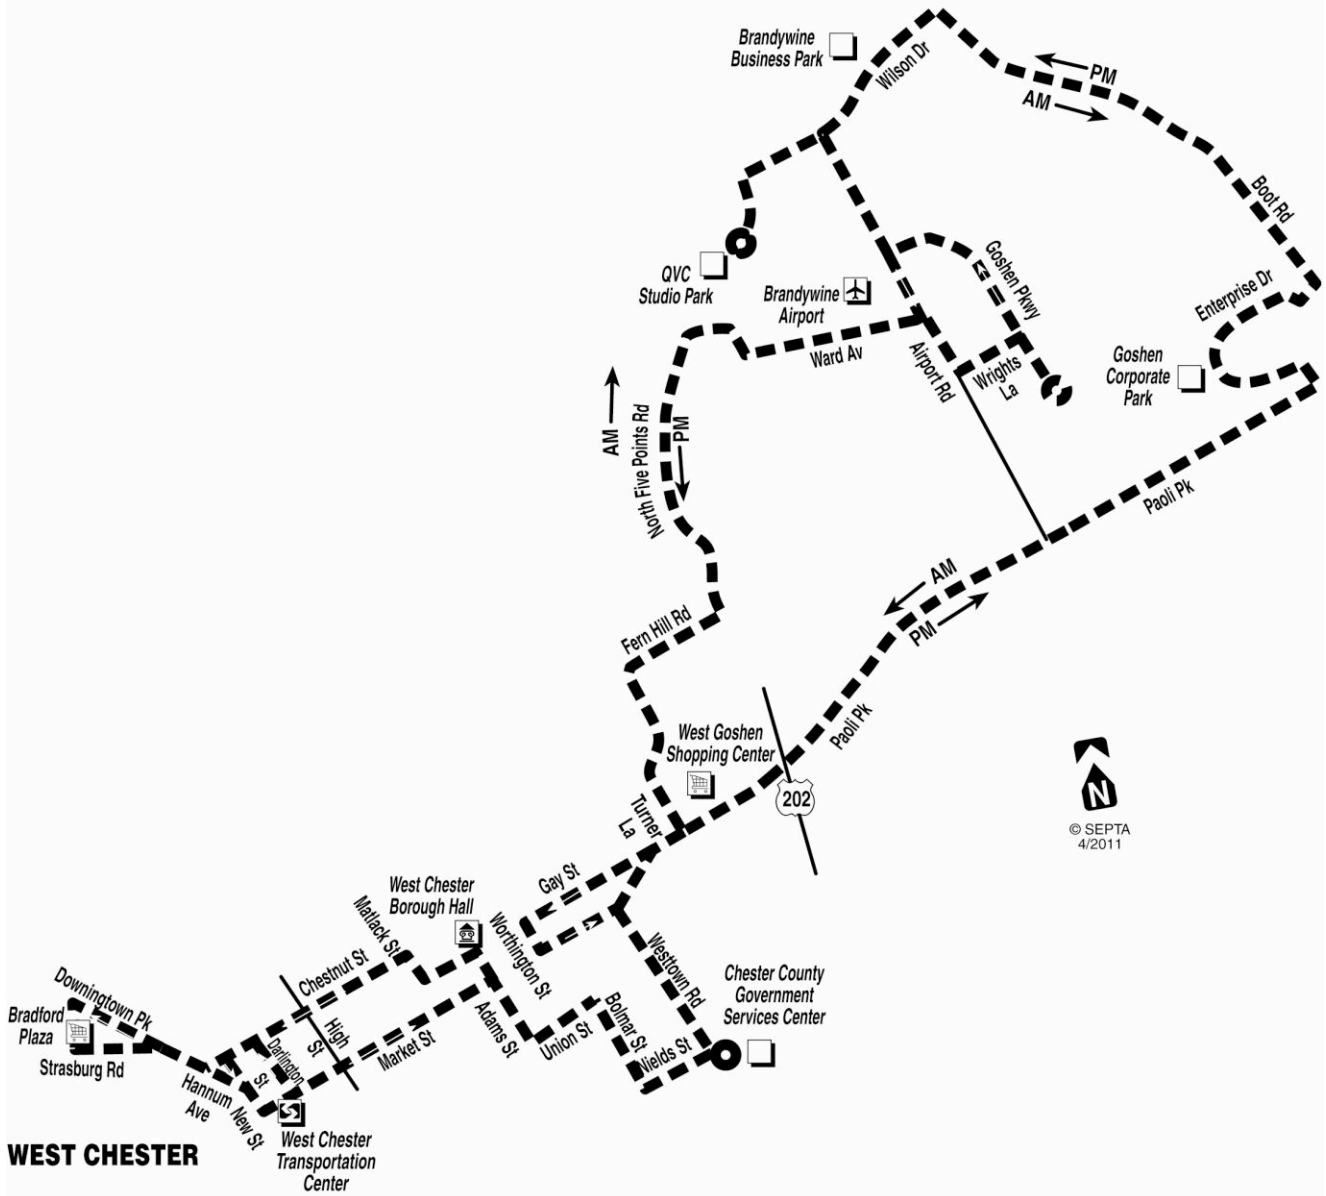 Brandywine
Business Park
Wilson Dr
PM
AM
Boot Rd
QVC
Studio Park
Brandywine
Airport
Goshen Pkwy
Enterprise Dr
Ward Av
Airport Rd
Wrights
La
Goshen
Corporate
Park
AM
North Five Points Rd
PM
Paoli Pk
AM
PM
Fern Hill Rd
Paoli Pk
West Goshen
Shopping Center
202
N
© SEPTA
4/2011
Turner
La
Gay St
West Chester
Borough Hall
Matlack St
Worthington St
Westtown Rd
Chester County
Government
Services Center
Chestnut St
Downingtown Pk
Bradford
Plaza
Strasburg Rd
High
St
Market St
Adams St
Union St
Bolmar St
Nields St
Darlington
St
Hannum
Ave
New St
West Chester
Transportation
Center
WEST CHESTER